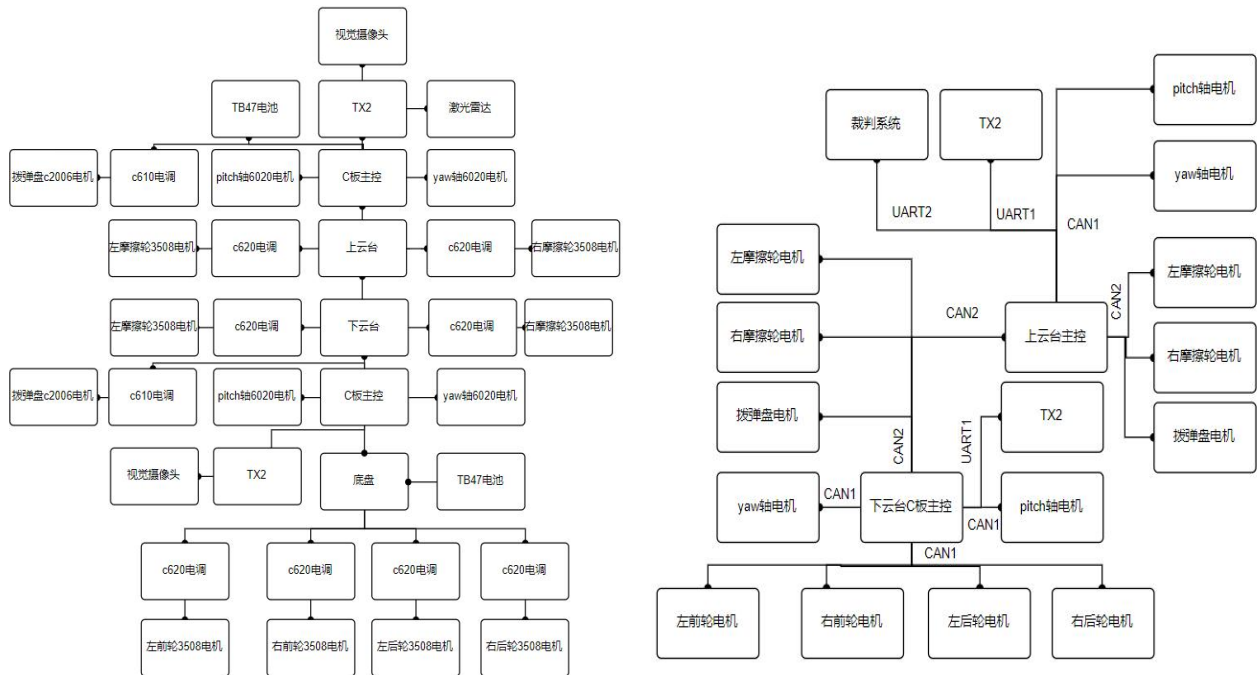 视觉摄像头
TB47电池
TX2
激光雷达
拨弹盘c2006电机
c610电调
pitch轴6020电机
C板主控
yaw轴6020电机
左摩擦轮3508电机
c620电调
上云台
c620电调
右摩擦轮3508电机
左摩擦轮3508电机
c620电调
下云台
c620电调
右摩擦轮3508电机
拨弹盘c2006电机
c610电调
pitch轴6020电机
C板主控
yaw轴6020电机
视觉摄像头
TX2
底盘
TB47电池
c620电调
c620电调
c620电调
c620电调
左前轮3508电机
右前轮3508电机
左后轮3508电机
右后轮3508电机
pitch轴电机
裁判系统
TX2
yaw轴电机
UART2
UART1
CAN1
左摩擦轮电机
左摩擦轮电机
CAN2
CAN2
右摩擦轮电机
上云台主控
右摩擦轮电机
拨弹盘电机
TX2
拨弹盘电机
CAN2
UART1
yaw轴电机
CAN1
下云台C板主控
CAN1
pitch轴电机
CAN1
左前轮电机
右前轮电机
左后轮电机
右后轮电机